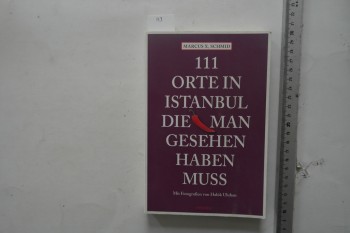 MARCUS X. SCHMID
111
ORTE IN
ISTANBUL
DIE MAN
GESEHEN
HABEN
MUSS